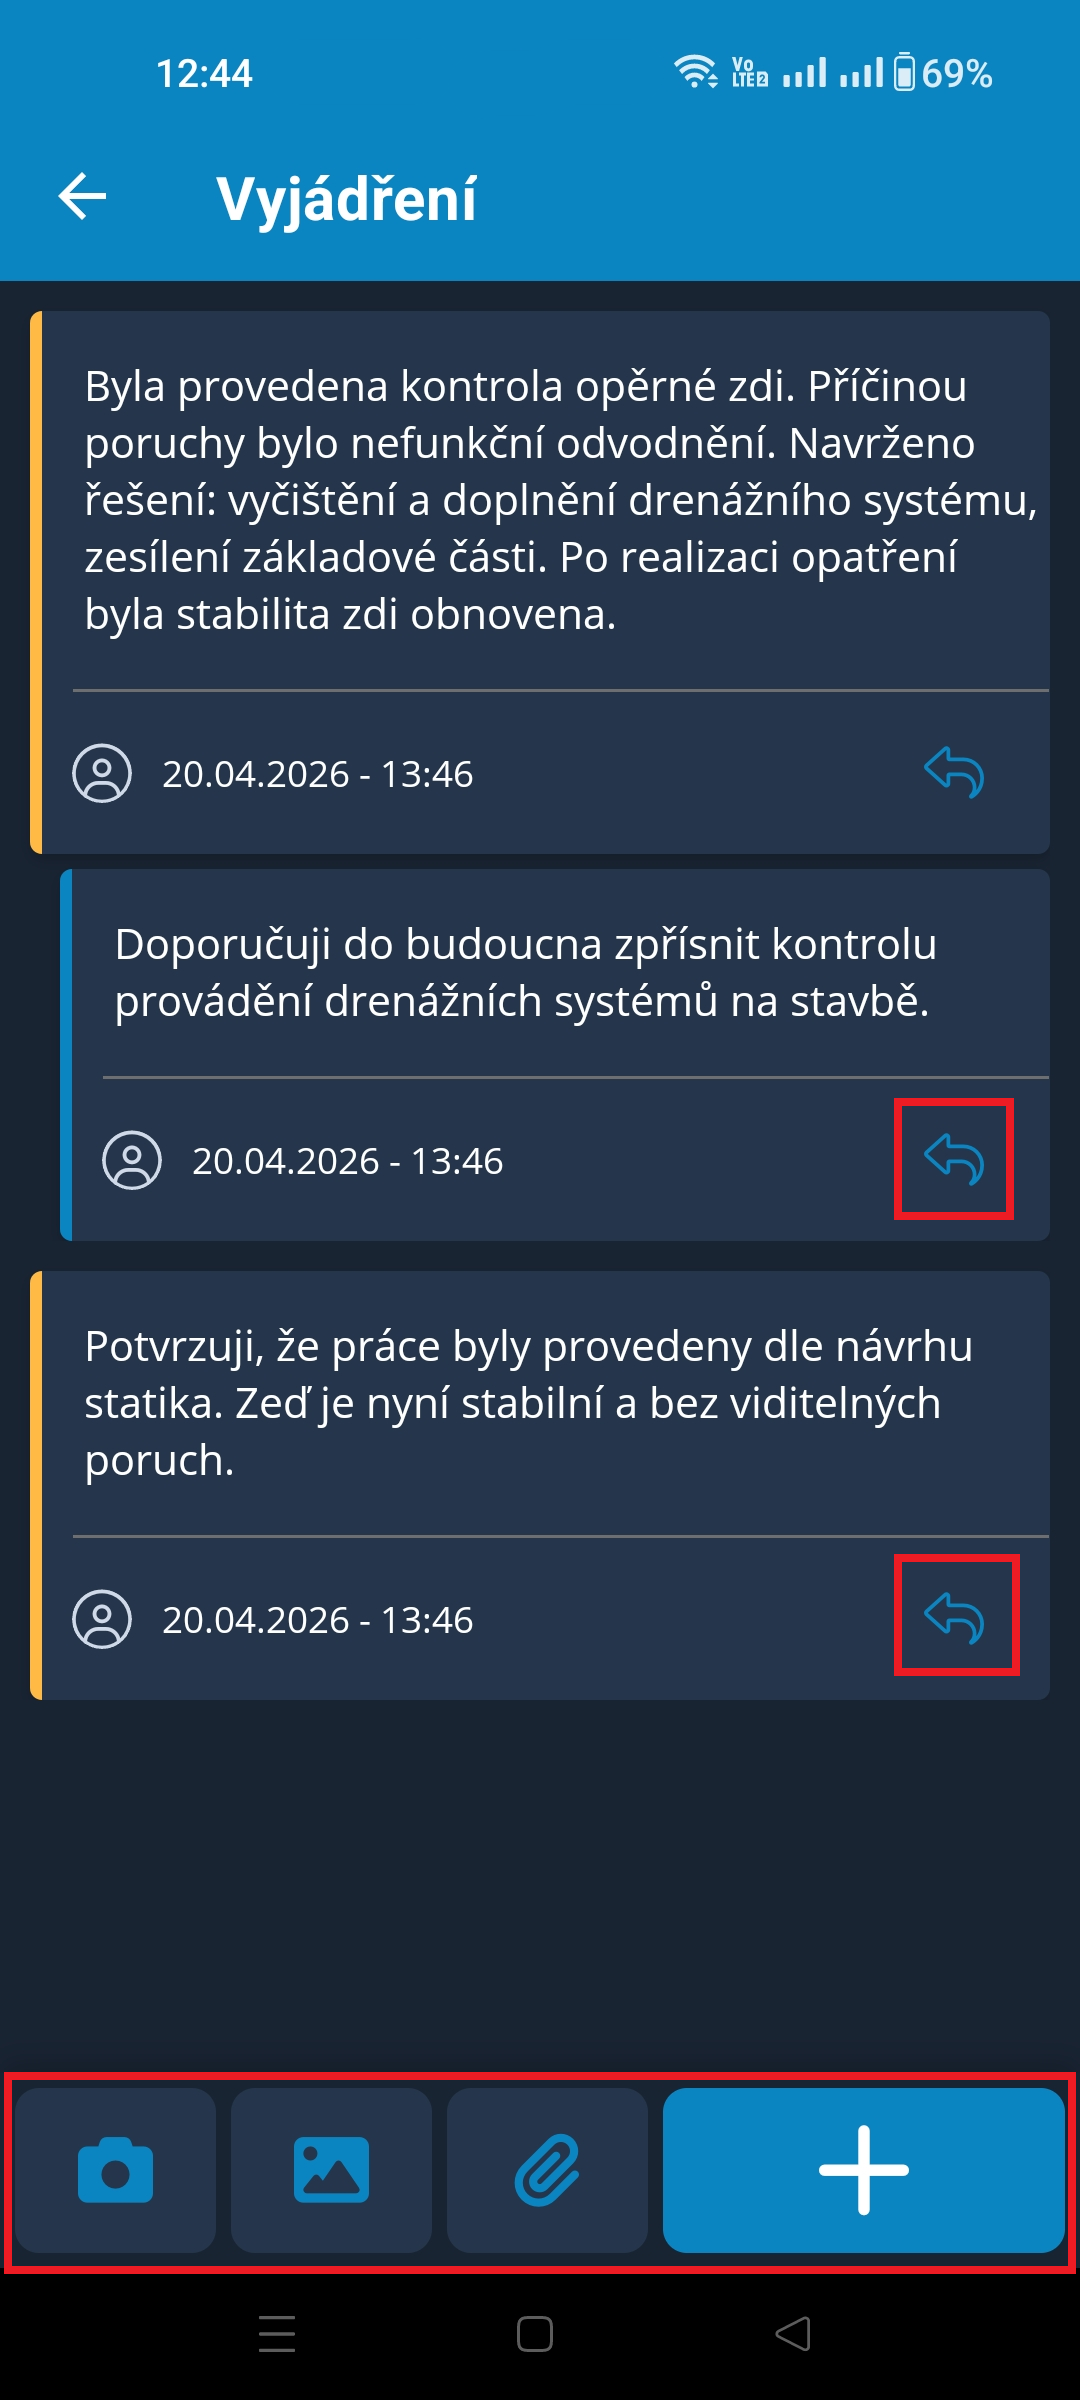 12:44
Vo LTE 2 69%
Vyjádření
Byla provedena kontrola opěrné zdi. Příčinou
poruchy bylo nefunkční odvodnění. Navrženo
řešení: vyčištění a doplnění drenážního systému,
zesílení základové části. Po realizaci opatření
byla stabilita zdi obnovena.
20.04.2026 - 13:46
Doporučuji do budoucna zpřísnit kontrolu
provádění drenážních systémů na stavbě.
20.04.2026 - 13:46
Potvrzuji, že práce byly provedeny dle návrhu
statika. Zeď je nyní stabilní a bez viditelných
poruch.
20.04.2026 - 13:46